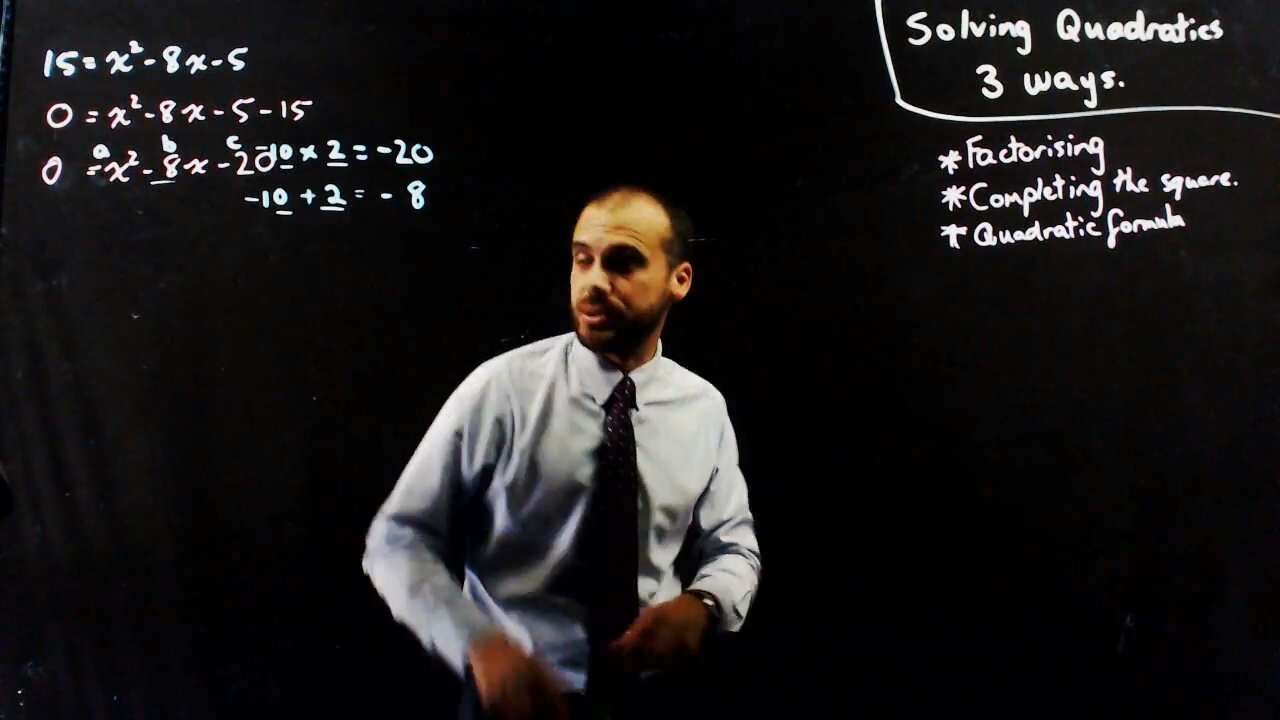 15 = x² - 8x - 5
0 = x² - 8x - 5 - 15
a b c
0 = x² - 8x - 20
-10 × 2 = -20
-10 + 2 = - 8
Solving Quadratics
3 ways.
* Factorising
* Completing the square.
* Quadratic formula